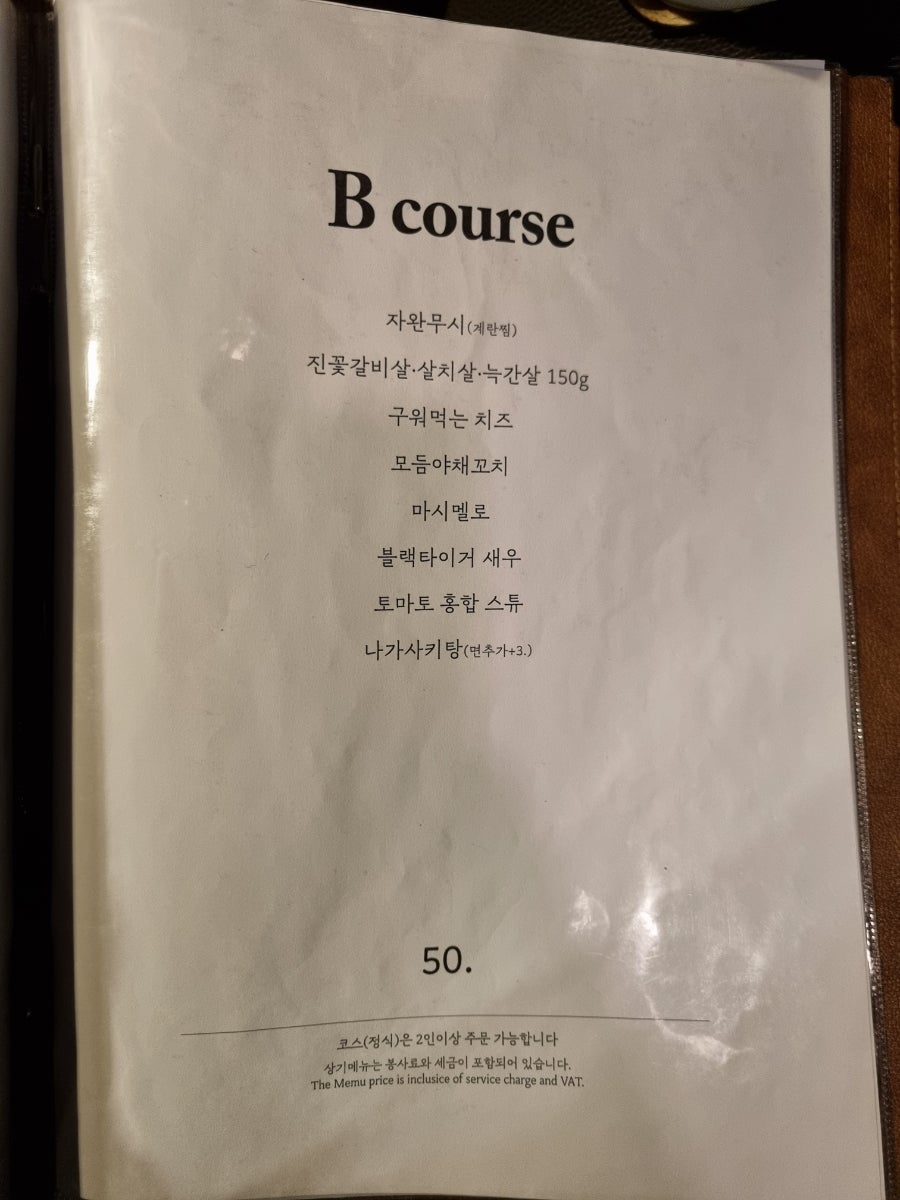 B course
자완무시(계란찜)
진꽃갈비살·살치살·늑간살 150g
구워먹는 치즈
모듬야채꼬치
마시멜로
블랙타이거 새우
토마토 홍합 스튜
나가사키탕(면추가+3.)
50.
코스(정식)은 2인이상 주문 가능합니다
상기메뉴는 봉사료와 세금이 포함되어 있습니다.
The Memu price is inclusice of service charge and VAT.